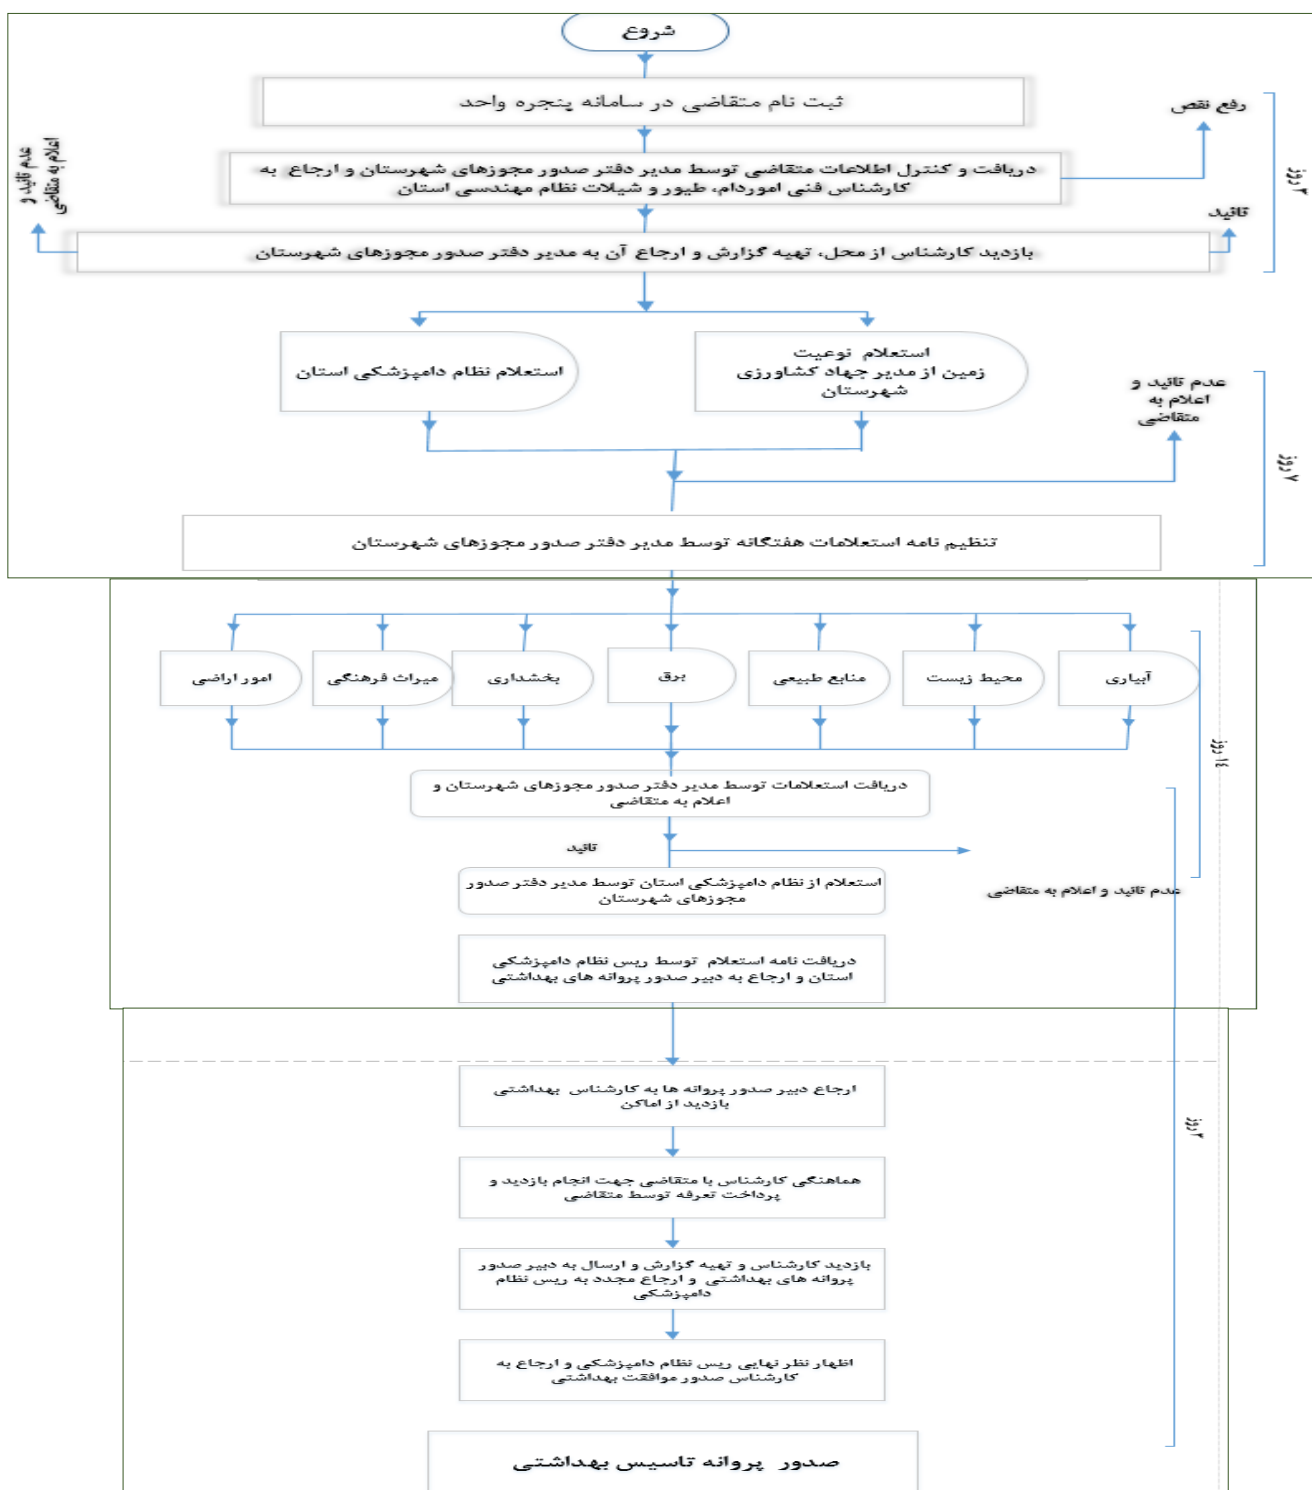 شروع
ثبت نام متقاضی در سامانه پنجره واحد
رفع نقص
۳ روز
دریافت و کنترل اطلاعات متقاضی توسط مدیر دفتر صدور مجوزهای شهرستان و ارجاع به
کارشناس فنی اموردام، طیور و شیلات نظام مهندسی استان
عدم تائید و
اعلام به متقاضی
تائید
بازدید کارشناس از محل، تهیه گزارش و ارجاع آن به مدیر دفتر صدور مجوزهای شهرستان
استعلام نوعیت
زمین از مدیر جهاد کشاورزی
شهرستان
استعلام نظام دامپزشکی استان
عدم تائید و
اعلام به
متقاضی
۷ روز
تنظیم نامه استعلامات هفتگانه توسط مدیر دفتر صدور مجوزهای شهرستان
آبیاری
محیط زیست
منابع طبیعی
برق
بخشداری
میراث فرهنگی
امور اراضی
١٤ روز
دریافت استعلامات توسط مدیر دفتر صدور مجوزهای شهرستان و
اعلام به متقاضی
تائید
عدم تائید و اعلام به متقاضی
استعلام از نظام دامپزشکی استان توسط مدیر دفتر صدور
مجوزهای شهرستان
دریافت نامه استعلام توسط ریس نظام دامپزشکی
استان و ارجاع به دبیر صدور پروانه های بهداشتی
ارجاع دبیر صدور پروانه ها به کارشناس بهداشتی
بازدید از اماکن
۳ روز
هماهنگی کارشناس با متقاضی جهت انجام بازدید و
پرداخت تعرفه توسط متقاضی
بازدید کارشناس و تهیه گزارش و ارسال به دبیر صدور
پروانه های بهداشتی و ارجاع مجدد به ریس نظام
دامپزشکی
اظهار نظر نهایی ریس نظام دامپزشکی و ارجاع به
کارشناس صدور موافقت بهداشتی
صدور پروانه تاسیس بهداشتی